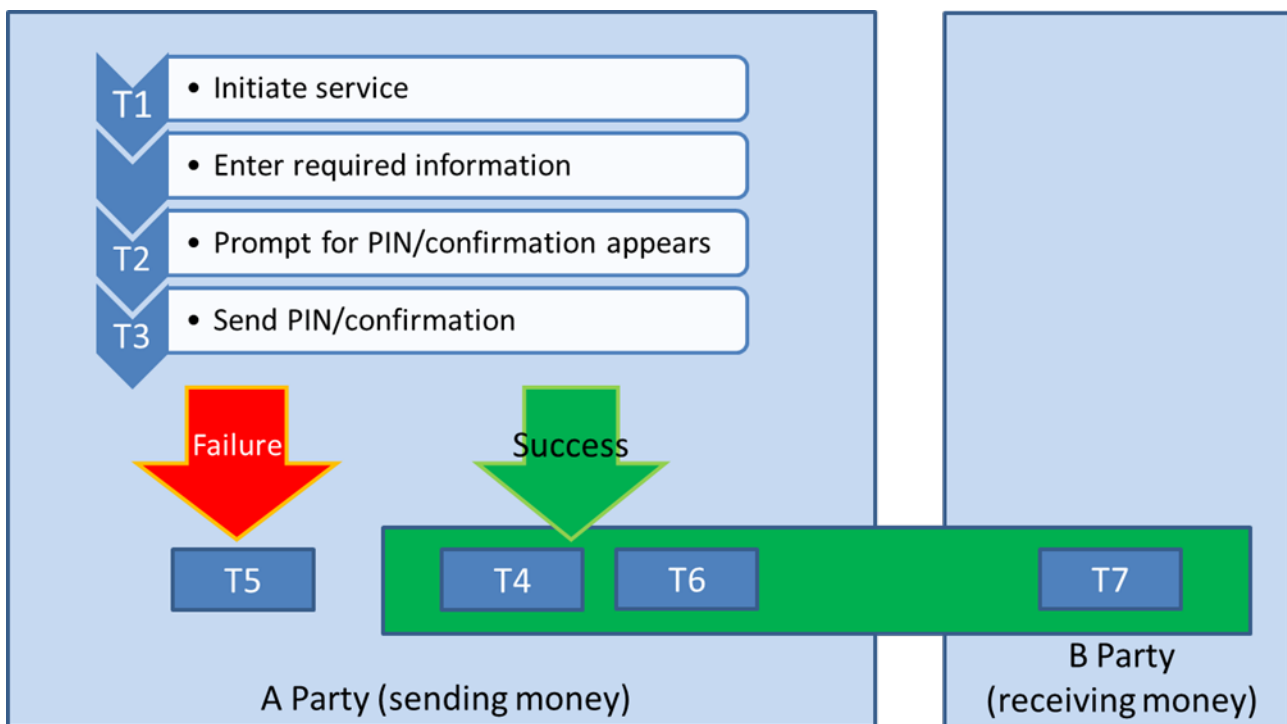 T1
• Initiate service
• Enter required information
T2
• Prompt for PIN/confirmation appears
T3
• Send PIN/confirmation
Failure
Success
T5
T4
T6
T7
A Party (sending money)
B Party
(receiving money)